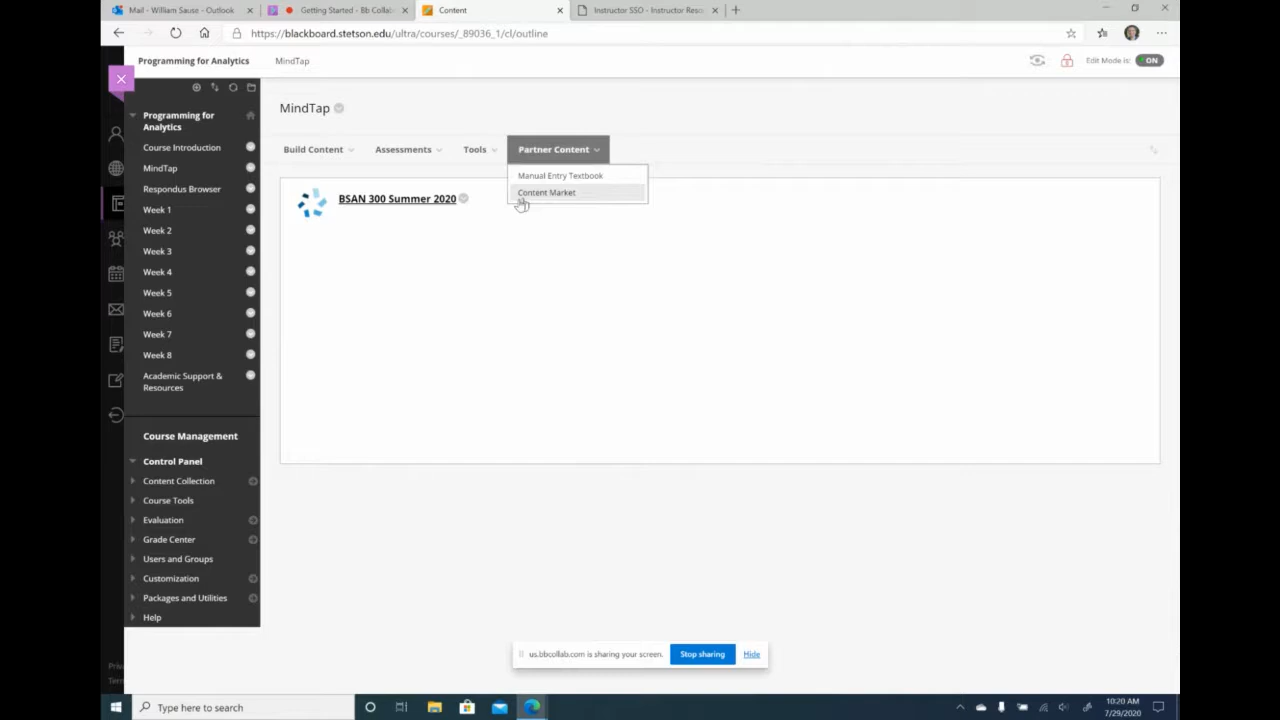 Mail - William Sause - Outlook
Getting Started - Bb Collab
Content
Instructor SSO - Instructor Reso
https://blackboard.stetson.edu/ultra/courses/_89036_1/cl/outline
Programming for Analytics
MindTap
Edit Mode is: ON
Programming for
Analytics
Course Introduction
MindTap
Respondus Browser
Week 1
Week 2
Week 3
Week 4
Week 5
Week 6
Week 7
Week 8
Academic Support &
Resources
Course Management
Control Panel
Content Collection
Course Tools
Evaluation
Grade Center
Users and Groups
Customization
Packages and Utilities
Help
Priva
Term
MindTap
Build Content
Assessments
Tools
Partner Content
Manual Entry Textbook
Content Market
BSAN 300 Summer 2020
us.bbcollab.com is sharing your screen.
Stop sharing
Hide
Type here to search
10:20 AM
7/29/2020